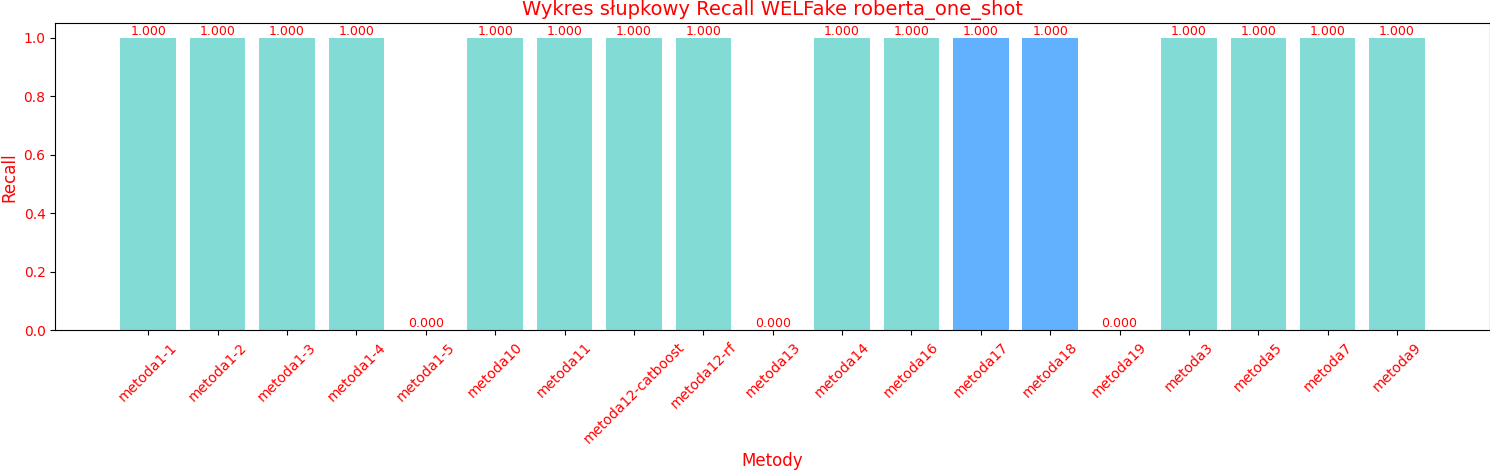 Wykres słupkowy Recall WELFake roberta_one_shot
1.000 1.000 1.000 1.000 0.000 1.000 1.000 1.000 1.000 0.000 1.000 1.000 1.000 1.000 0.000 1.000 1.000 1.000 1.000
1.0
0.8
0.6
0.4
0.2
0.0
Recall
metoda1-1 metoda1-2 metoda1-3 metoda1-4 metoda1-5 metoda10 metoda11 metoda12-catboost metoda12-rf metoda13 metoda14 metoda16 metoda17 metoda18 metoda19 metoda3 metoda5 metoda7 metoda9
Metody